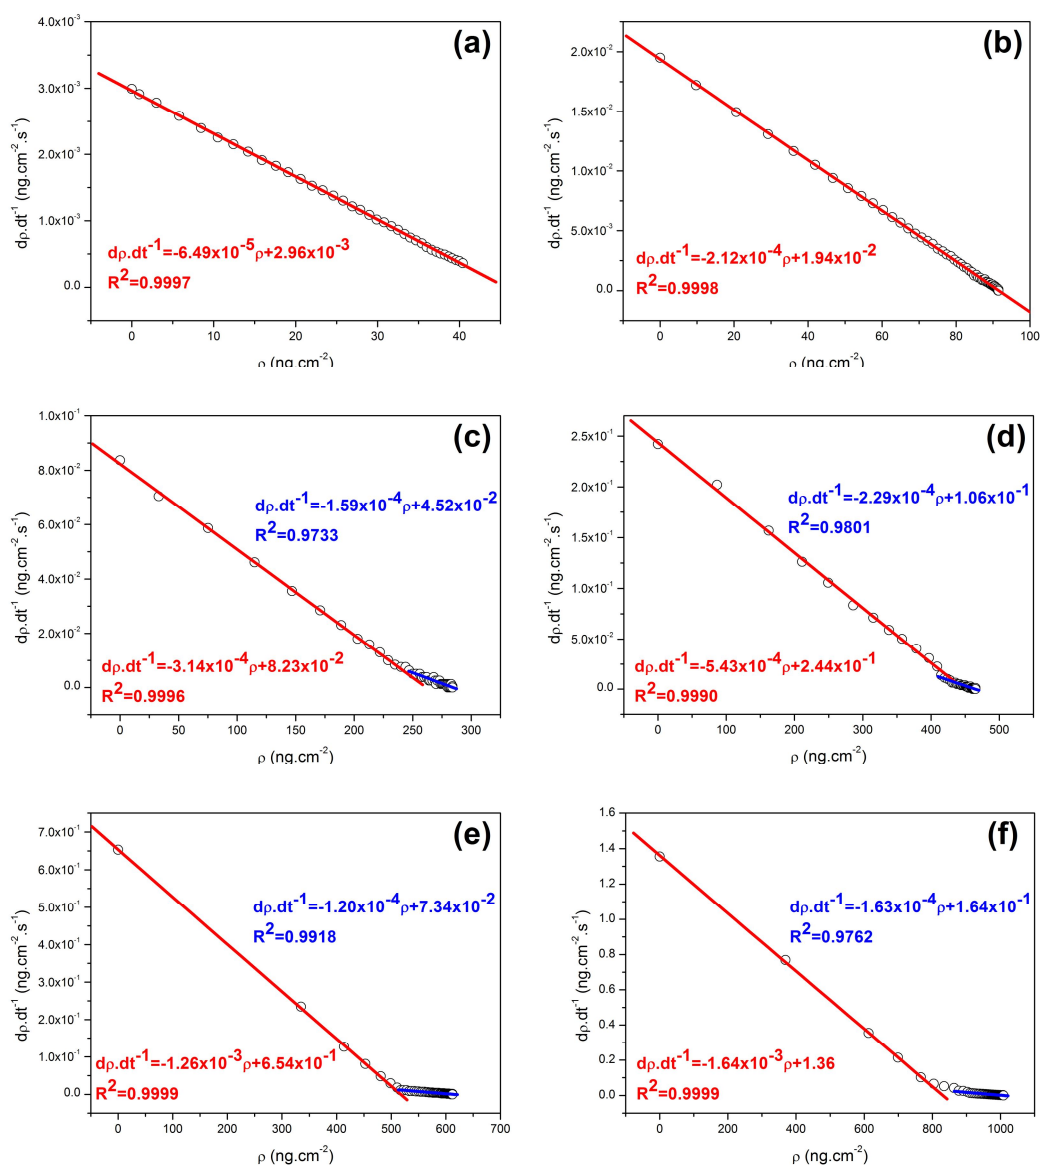 (a)
4.0x10⁻³
3.0x10⁻³
2.0x10⁻³
1.0x10⁻³
0.0
dρ.dt⁻¹ (ng.cm⁻².s⁻¹)
dρ.dt⁻¹=-6.49x10⁻⁵ρ+2.96x10⁻³
R²=0.9997
0 10 20 30 40
ρ (ng.cm⁻²)
(b)
2.0x10⁻²
1.5x10⁻²
1.0x10⁻²
5.0x10⁻³
0.0
dρ.dt⁻¹ (ng.cm⁻².s⁻¹)
dρ.dt⁻¹=-2.12x10⁻⁴ρ+1.94x10⁻²
R²=0.9998
0 20 40 60 80 100
ρ (ng.cm⁻²)
(c)
1.0x10⁻¹
8.0x10⁻²
6.0x10⁻²
4.0x10⁻²
2.0x10⁻²
0.0
dρ.dt⁻¹ (ng.cm⁻².s⁻¹)
dρ.dt⁻¹=-1.59x10⁻⁴ρ+4.52x10⁻²
R²=0.9733
dρ.dt⁻¹=-3.14x10⁻⁴ρ+8.23x10⁻²
R²=0.9996
0 50 100 150 200 250 300
ρ (ng.cm⁻²)
(d)
2.5x10⁻¹
2.0x10⁻¹
1.5x10⁻¹
1.0x10⁻¹
5.0x10⁻²
0.0
dρ.dt⁻¹ (ng.cm⁻².s⁻¹)
dρ.dt⁻¹=-2.29x10⁻⁴ρ+1.06x10⁻¹
R²=0.9801
dρ.dt⁻¹=-5.43x10⁻⁴ρ+2.44x10⁻¹
R²=0.9990
0 100 200 300 400 500
ρ (ng.cm⁻²)
(e)
7.0x10⁻¹
6.0x10⁻¹
5.0x10⁻¹
4.0x10⁻¹
3.0x10⁻¹
2.0x10⁻¹
1.0x10⁻¹
0.0
dρ.dt⁻¹ (ng.cm⁻².s⁻¹)
dρ.dt⁻¹=-1.20x10⁻⁴ρ+7.34x10⁻²
R²=0.9918
dρ.dt⁻¹=-1.26x10⁻³ρ+6.54x10⁻¹
R²=0.9999
0 100 200 300 400 500 600 700
ρ (ng.cm⁻²)
(f)
1.6
1.4
1.2
1.0
0.8
0.6
0.4
0.2
0.0
dρ.dt⁻¹ (ng.cm⁻².s⁻¹)
dρ.dt⁻¹=-1.63x10⁻⁴ρ+1.64x10⁻¹
R²=0.9762
dρ.dt⁻¹=-1.64x10⁻³ρ+1.36
R²=0.9999
0 200 400 600 800 1000
ρ (ng.cm⁻²)